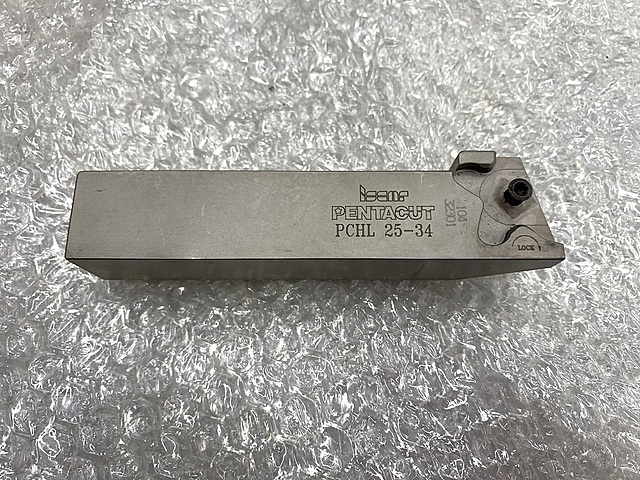 iscar
PENTACUT
PCHL 25-34
LOCK